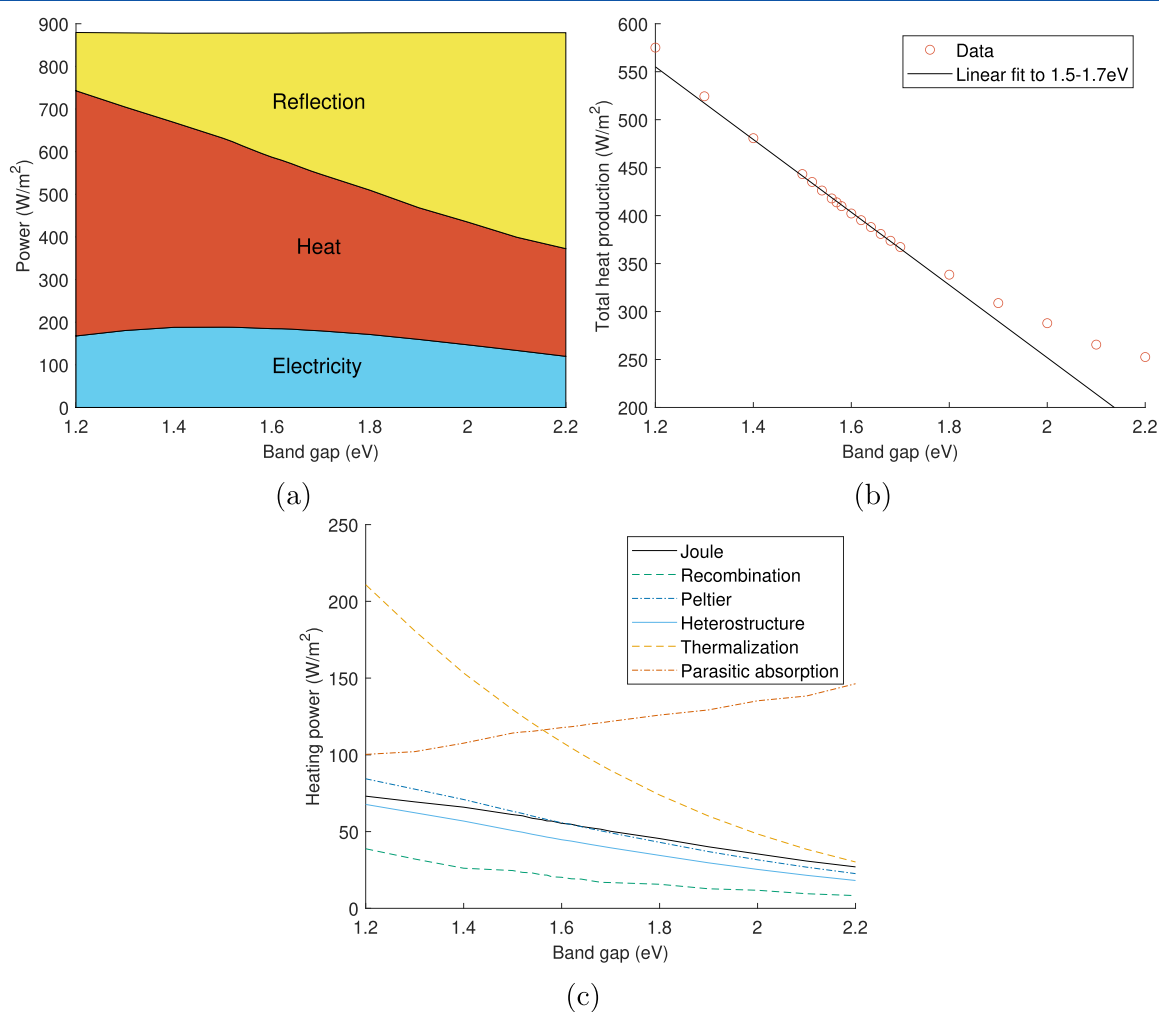 900
800
700
600
500
400
300
200
100
0
Power (W/m2)
Reflection
Heat
Electricity
1.2
1.4
1.6
1.8
2
2.2
Band gap (eV)
(a)
600
550
500
450
400
350
300
250
200
Total heat production (W/m2)
Data
Linear fit to 1.5-1.7eV
1.2
1.4
1.6
1.8
2
2.2
Band gap (eV)
(b)
250
200
150
100
50
0
Heating power (W/m2)
Joule
Recombination
Peltier
Heterostructure
Thermalization
Parasitic absorption
1.2
1.4
1.6
1.8
2
2.2
Band gap (eV)
(c)